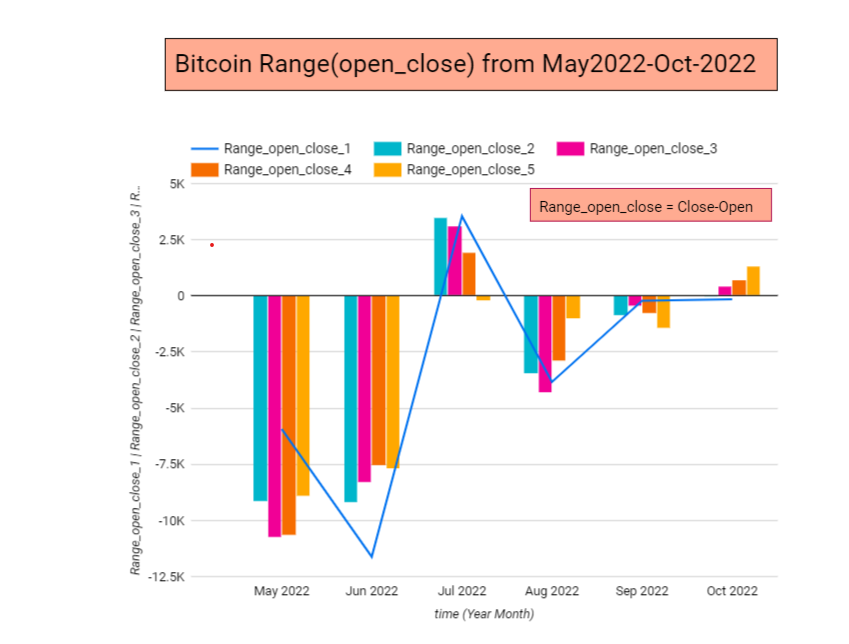 Bitcoin Range(open_close) from May2022-Oct-2022
Range_open_close_1 Range_open_close_2 Range_open_close_3
Range_open_close_4 Range_open_close_5
Range_open_close = Close-Open
Range_open_close_1 | Range_open_close_2 | Range_open_close_3 | R...
5K
2.5K
0
-2.5K
-5K
-7.5K
-10K
-12.5K
May 2022 Jun 2022 Jul 2022 Aug 2022 Sep 2022 Oct 2022
time (Year Month)